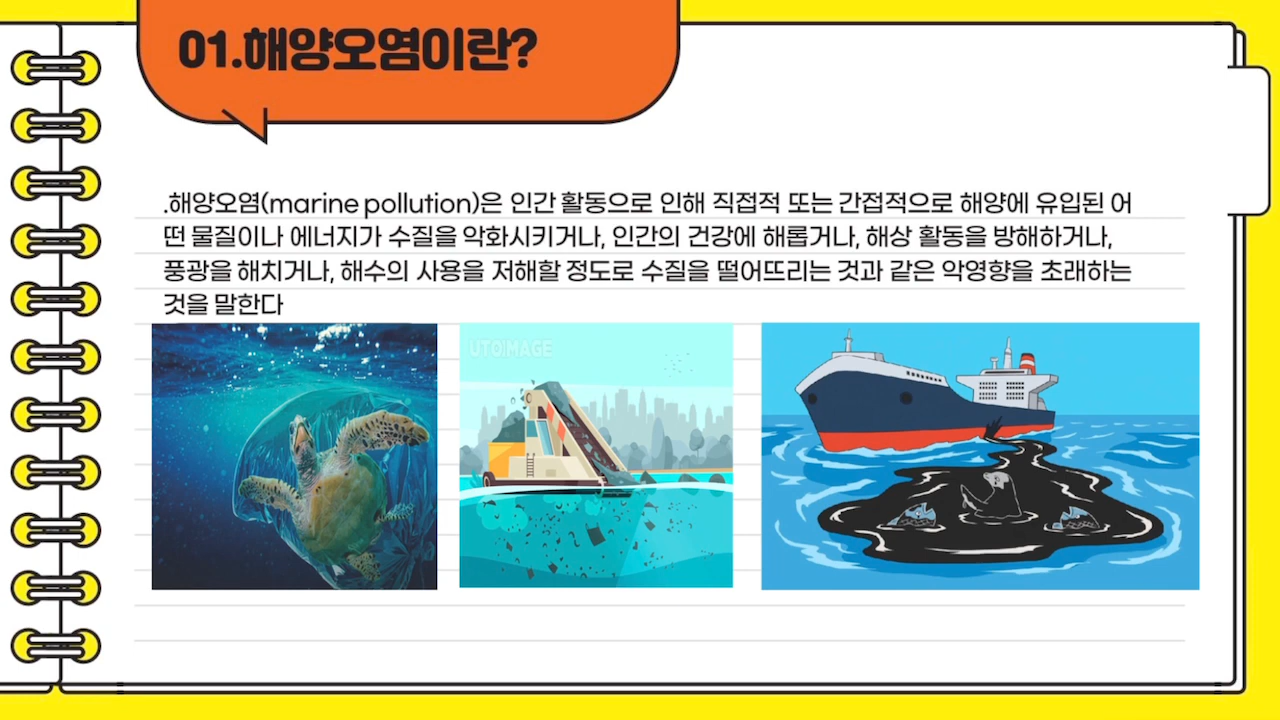 01.해양오염이란?
.해양오염(marine pollution)은 인간 활동으로 인해 직접적 또는 간접적으로 해양에 유입된 어
떤 물질이나 에너지가 수질을 악화시키거나, 인간의 건강에 해롭거나, 해상 활동을 방해하거나,
풍광을 해치거나, 해수의 사용을 저해할 정도로 수질을 떨어뜨리는 것과 같은 악영향을 초래하는
것을 말한다
UTOIMAGE